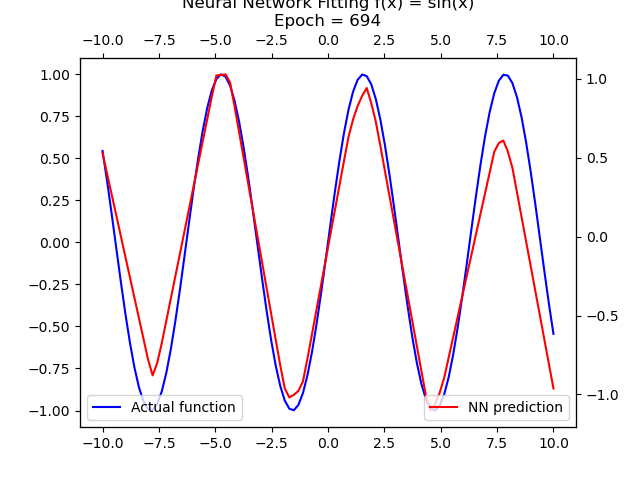 Neural Network Fitting f(x) = sin(x)
Epoch = 694
−10.0 −7.5 −5.0 −2.5 0.0 2.5 5.0 7.5 10.0
1.00
0.75
0.50
0.25
0.00
−0.25
−0.50
−0.75
−1.00
1.0
0.5
0.0
−0.5
−1.0
Actual function
NN prediction
−10.0 −7.5 −5.0 −2.5 0.0 2.5 5.0 7.5 10.0